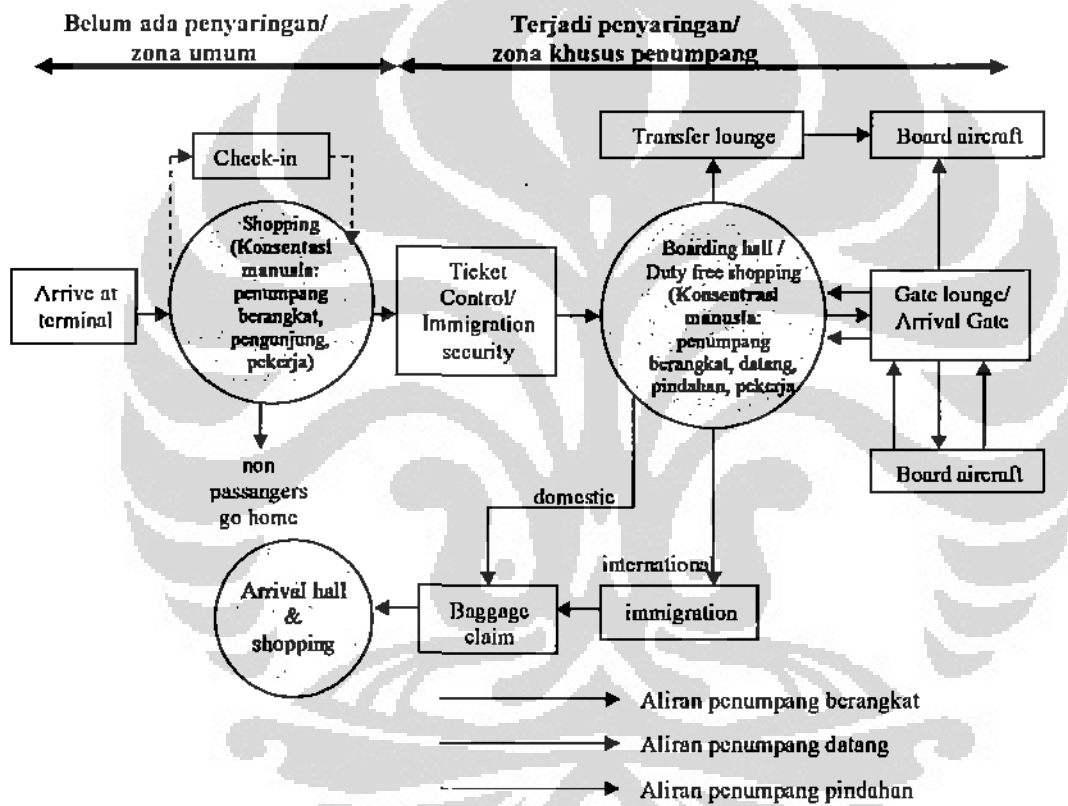 Belum ada penyaringan/
zona umum
Terjadi penyaringan/
zona khusus penumpang
Check-in
Transfer lounge
Board aircraft
Arrive at
terminal
Shopping
(Konsentasi
manusia:
penumpang
berangkat,
pengunjung,
pekerja)
Ticket
Control/
Immigration
security
Boarding hall /
Duty free shopping
(Konsentrasi
manusia:
penumpang
berangkat, datang,
pindahan, pekerja
Gate lounge/
Arrival Gate
Board aircraft
non
passangers
go home
domestic
international
Arrival hall
&
shopping
Baggage
claim
immigration
Aliran penumpang berangkat
Aliran penumpang datang
Aliran penumpang pindahan